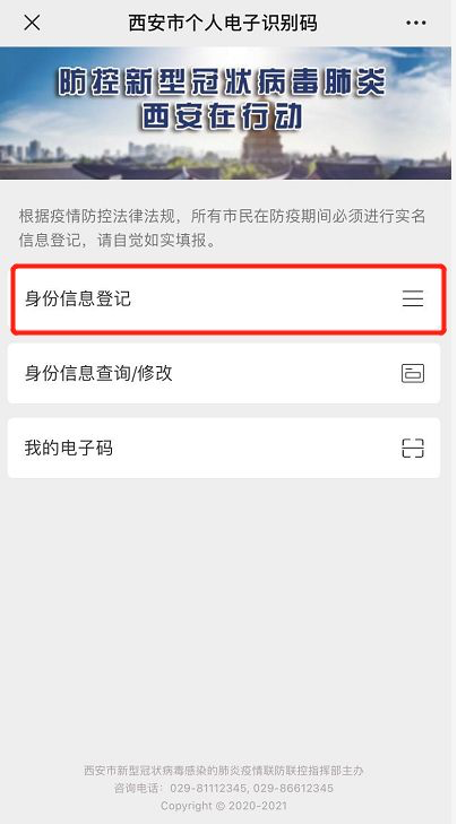 西安市个人电子识别码
防控新型冠状病毒肺炎
西安在行动
根据疫情防控法律法规，所有市民在防疫期间必须进行实名
信息登记，请自觉如实填报。
身份信息登记
身份信息查询/修改
我的电子码
西安市新型冠状病毒感染的肺炎疫情联防联控指挥部主办
咨询电话：029-81112345, 029-86612345
Copyright © 2020-2021